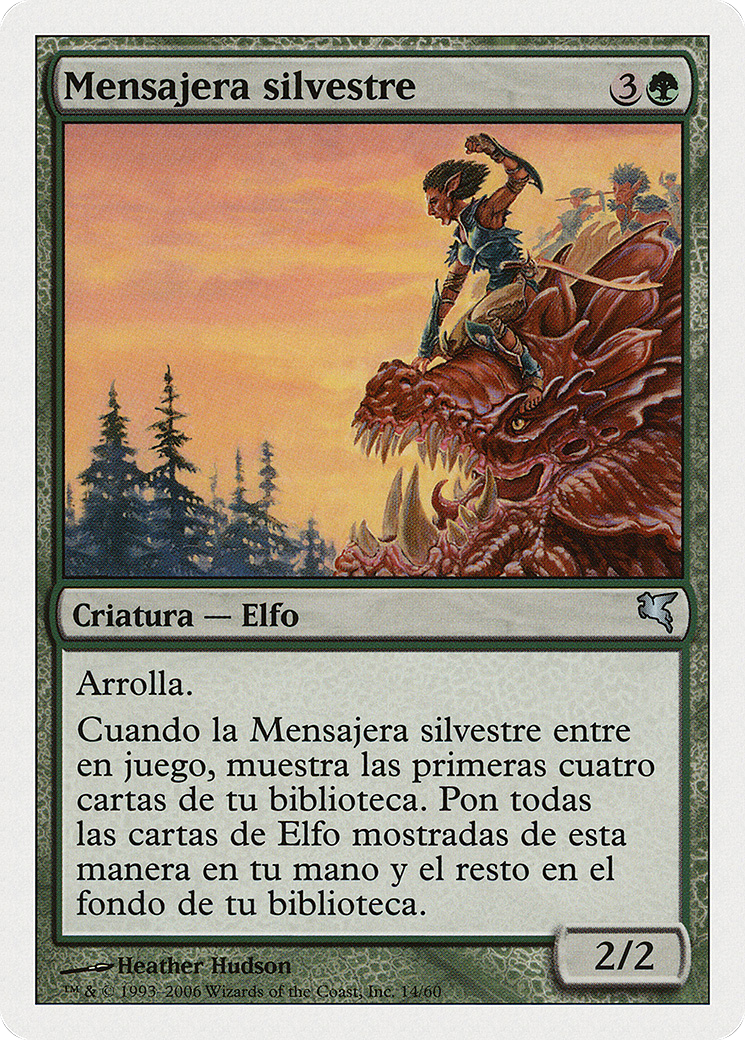 Mensajera silvestre 3
Criatura — Elfo
Arrolla.
Cuando la Mensajera silvestre entre
en juego, muestra las primeras cuatro
cartas de tu biblioteca. Pon todas
las cartas de Elfo mostradas de esta
manera en tu mano y el resto en el
fondo de tu biblioteca.
2/2
Heather Hudson
™ & © 1993–2006 Wizards of the Coast, Inc. 14/60